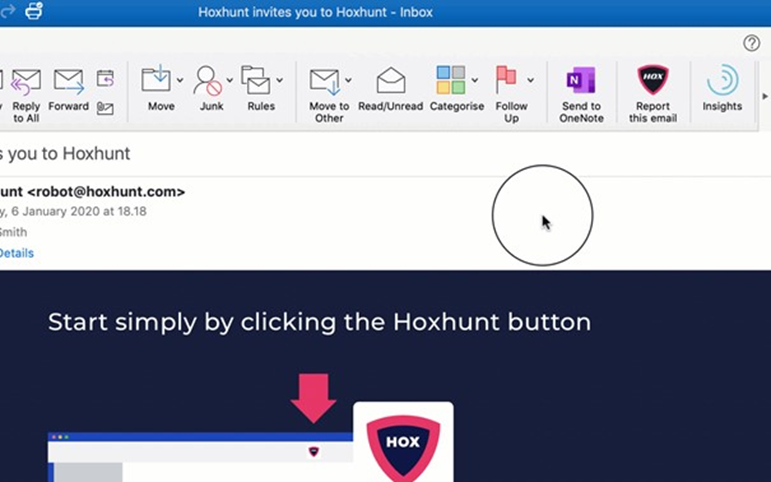 Hoxhunt invites you to Hoxhunt - Inbox
Reply to All
Forward
Move
Junk
Rules
Move to Other
Read/Unread
Categorise
Follow Up
N
Send to OneNote
HOX
Report this email
Insights
s you to Hoxhunt
unt <robot@hoxhunt.com>
y, 6 January 2020 at 18.18
Smith
Details
Start simply by clicking the Hoxhunt button
HOX